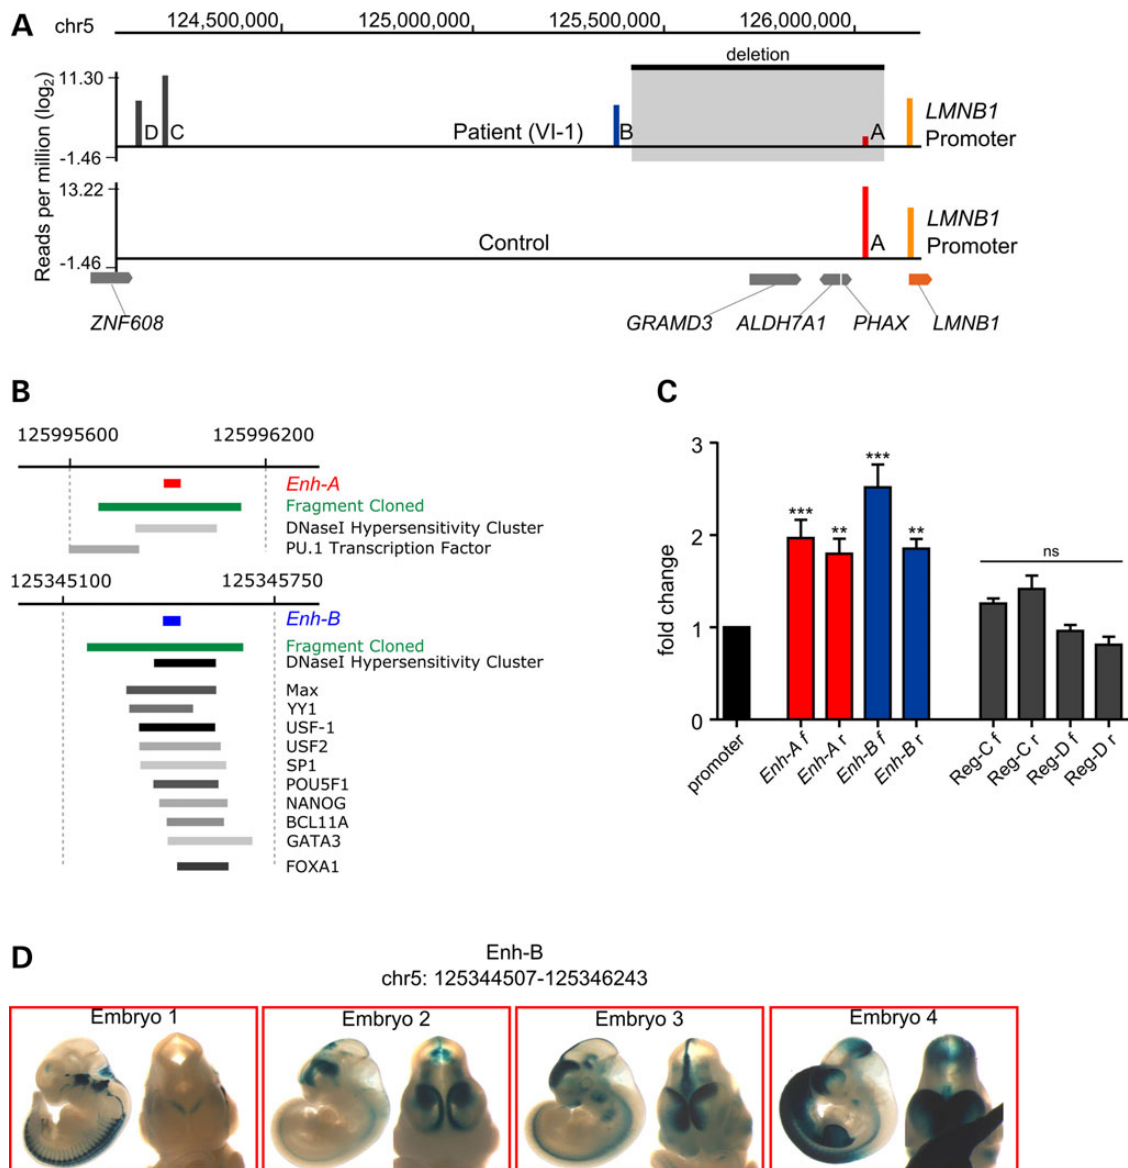 A
chr5 124,500,000 125,000,000 125,500,000 126,000,000
deletion
Reads per million (log2)
11.30
D C Patient (VI-1) B A LMNB1 Promoter
-1.46
13.22
Control A LMNB1 Promoter
-1.46
ZNF608 GRAMD3 ALDH7A1 PHAX LMNB1
B
125995600 125996200
Enh-A
Fragment Cloned
DNaseI Hypersensitivity Cluster
PU.1 Transcription Factor
125345100 125345750
Enh-B
Fragment Cloned
DNaseI Hypersensitivity Cluster
Max
YY1
USF-1
USF2
SP1
POU5F1
NANOG
BCL11A
GATA3
FOXA1
C
fold change
3
2
1
0
*** ** *** ** ns
promoter Enh-A f Enh-A r Enh-B f Enh-B r Reg-C f Reg-C r Reg-D f Reg-D r
D
Enh-B
chr5: 125344507-125346243
Embryo 1 Embryo 2 Embryo 3 Embryo 4